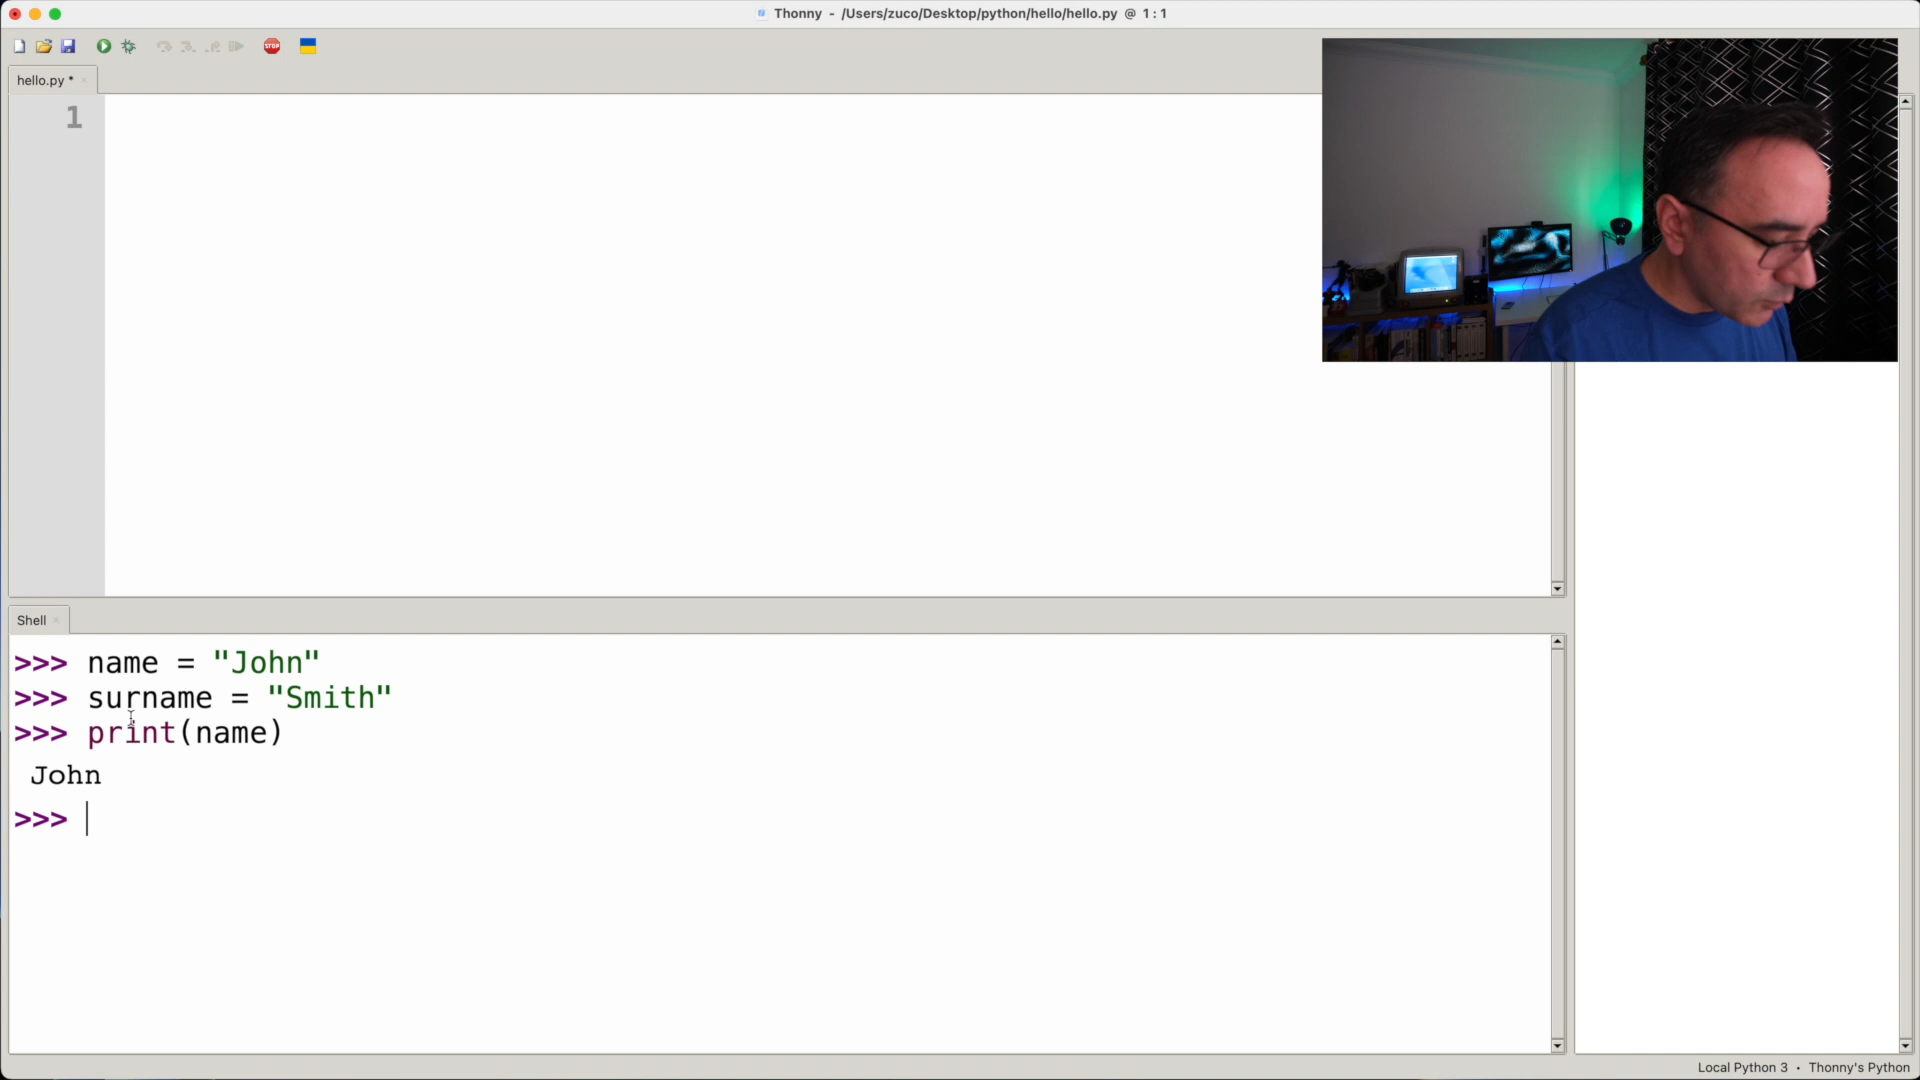 Thonny - /Users/zuco/Desktop/python/hello/hello.py @ 1 : 1
STOP
hello.py *
1
Shell
>>> name = "John"
>>> surname = "Smith"
>>> print(name)
John
>>>
Local Python 3 • Thonny's Python